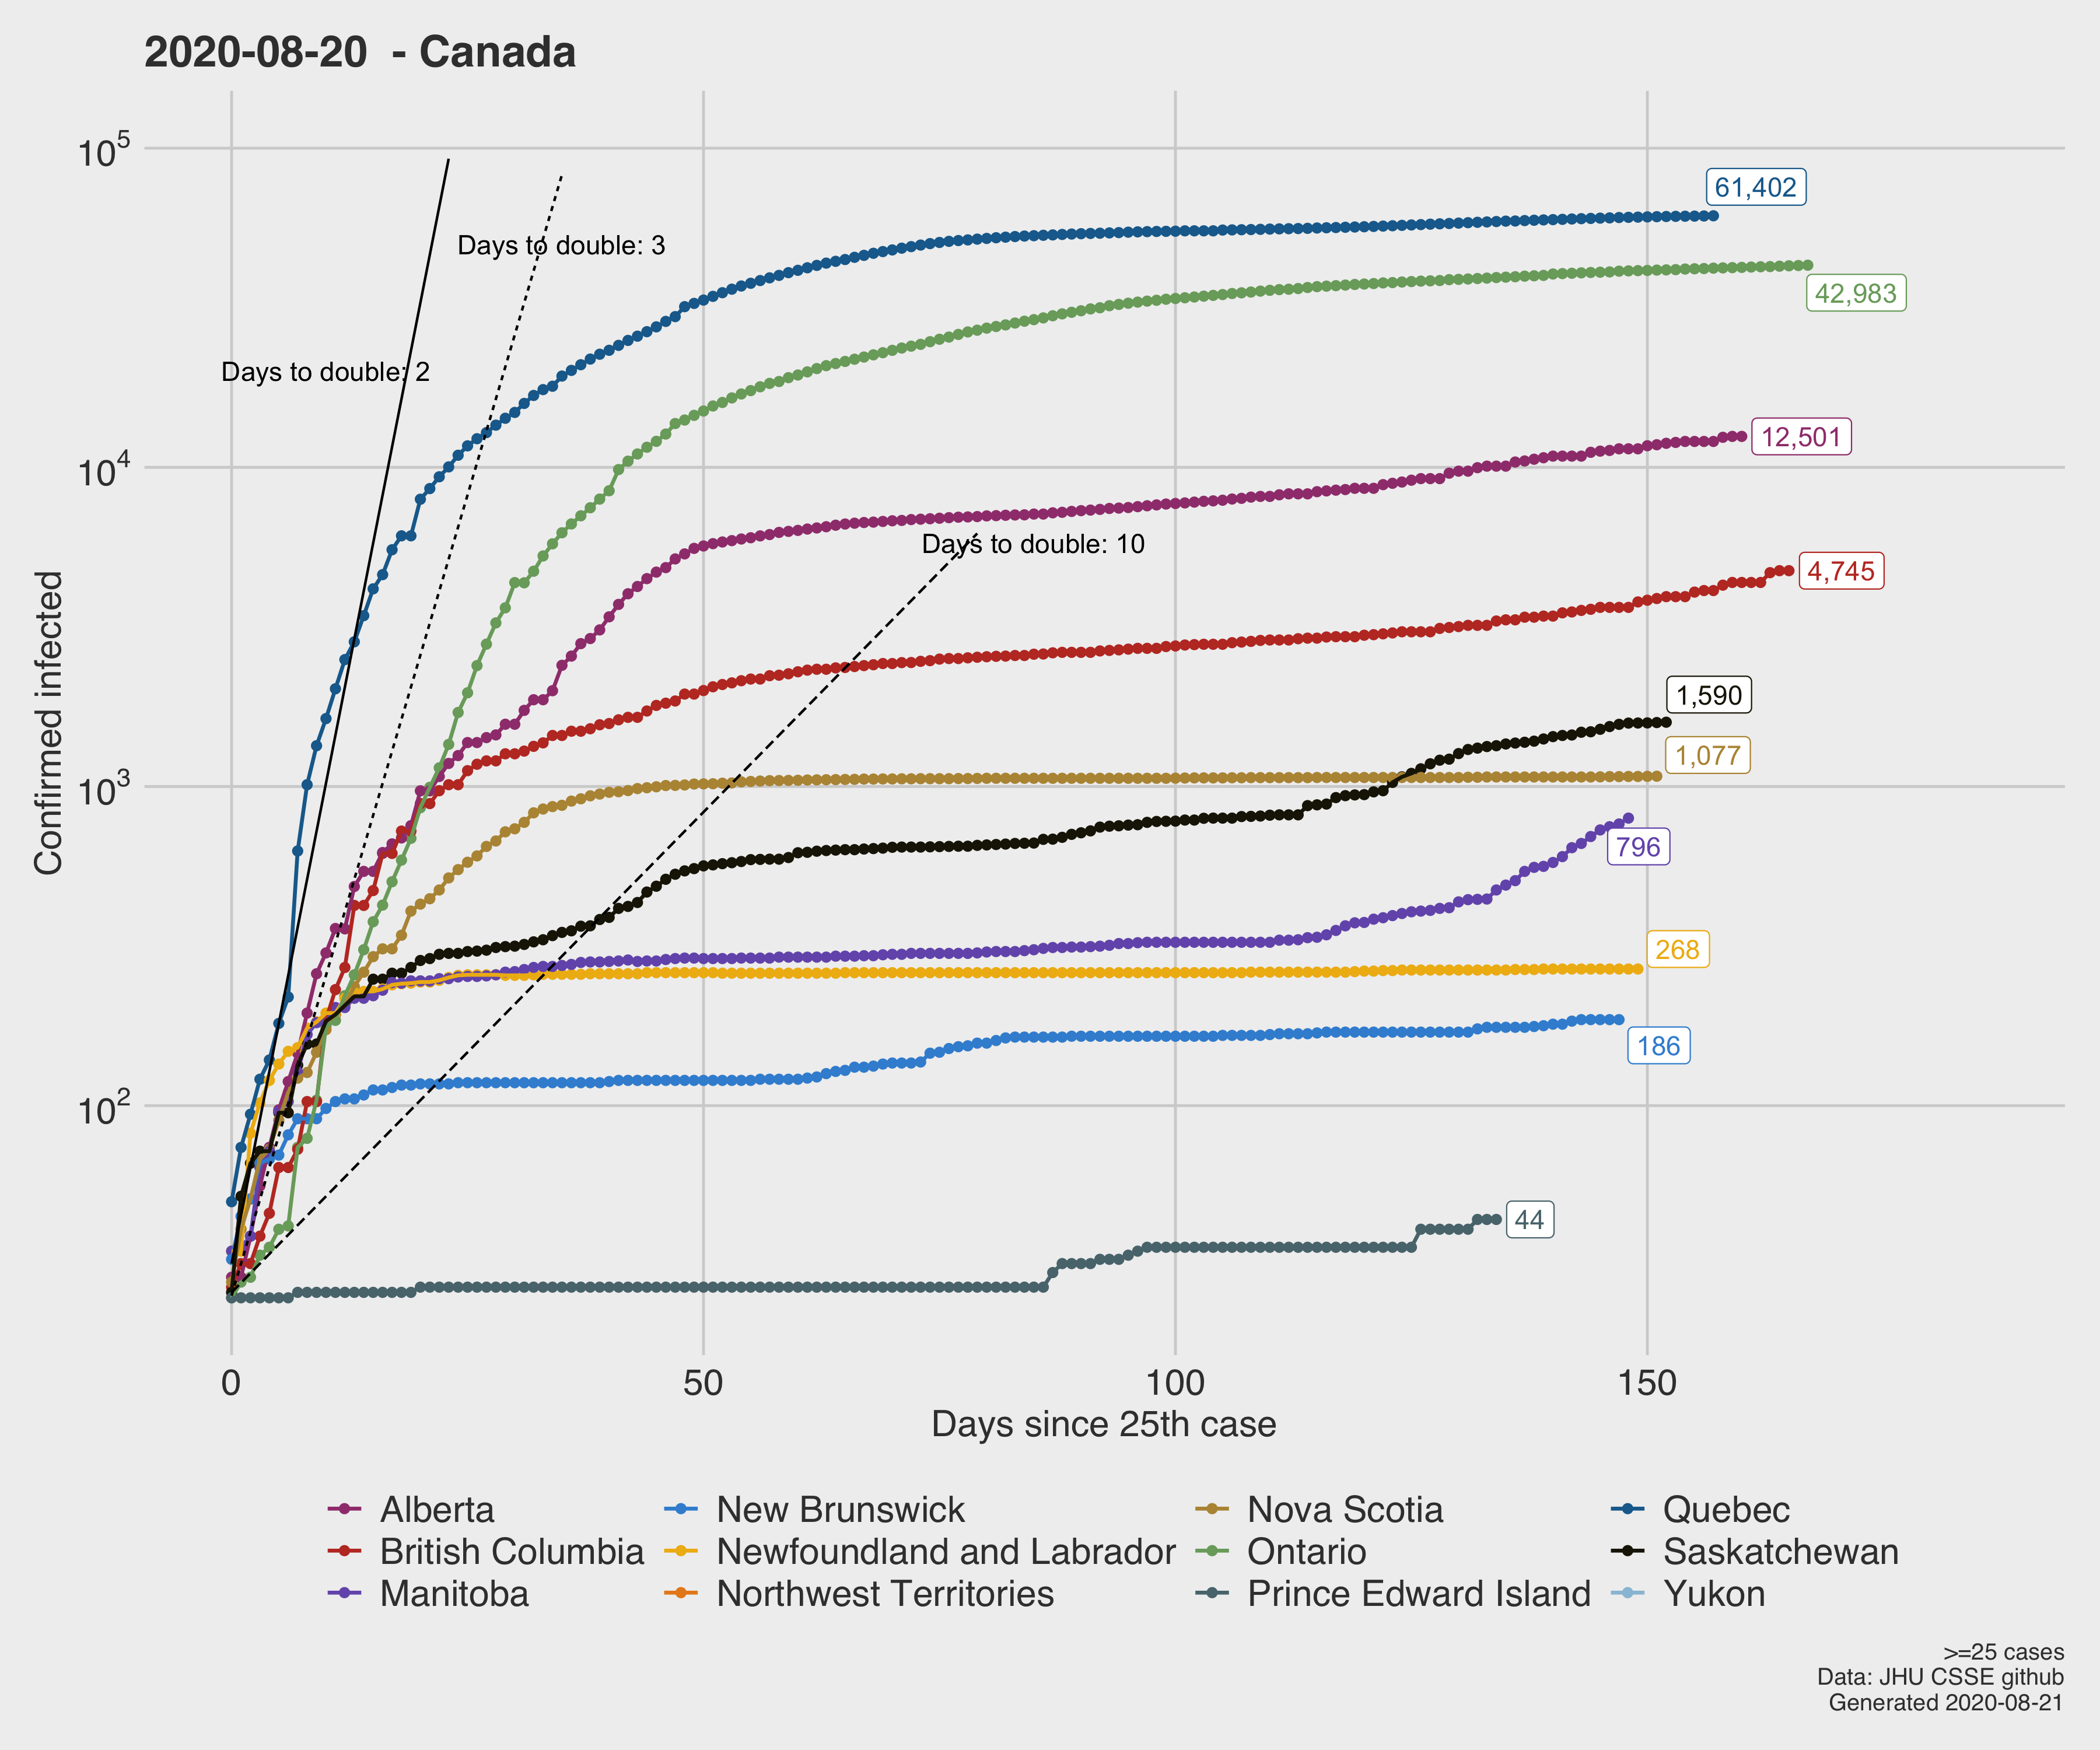 2020-08-20 - Canada
Confirmed infected
10^5
10^4
10^3
10^2
Days to double: 2
Days to double: 3
Days to double: 10
61,402
42,983
12,501
4,745
1,590
1,077
796
268
186
44
0 50 100 150
Days since 25th case
Alberta New Brunswick Nova Scotia Quebec
British Columbia Newfoundland and Labrador Ontario Saskatchewan
Manitoba Northwest Territories Prince Edward Island Yukon
>=25 cases
Data: JHU CSSE github
Generated 2020-08-21